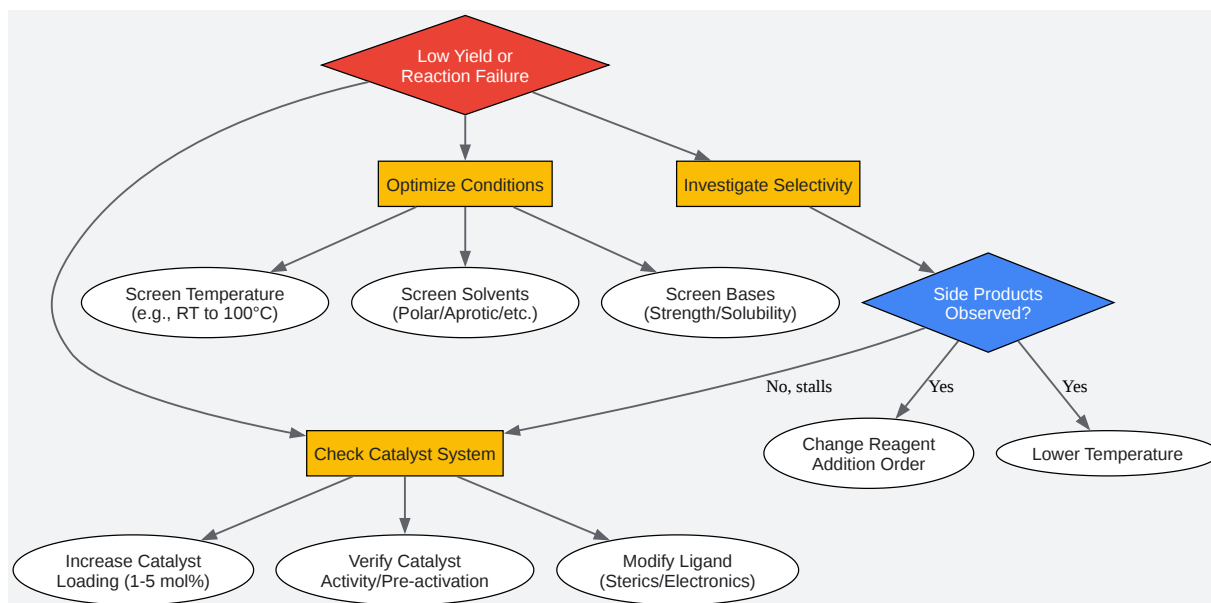 Low Yield or
Reaction Failure
Optimize Conditions
Investigate Selectivity
Screen Temperature
(e.g., RT to 100°C)
Screen Solvents
(Polar/Aprotic/etc.)
Screen Bases
(Strength/Solubility)
Side Products
Observed?
No, stalls
Yes
Yes
Check Catalyst System
Change Reagent
Addition Order
Lower Temperature
Increase Catalyst
Loading (1-5 mol%)
Verify Catalyst
Activity/Pre-activation
Modify Ligand
(Sterics/Electronics)